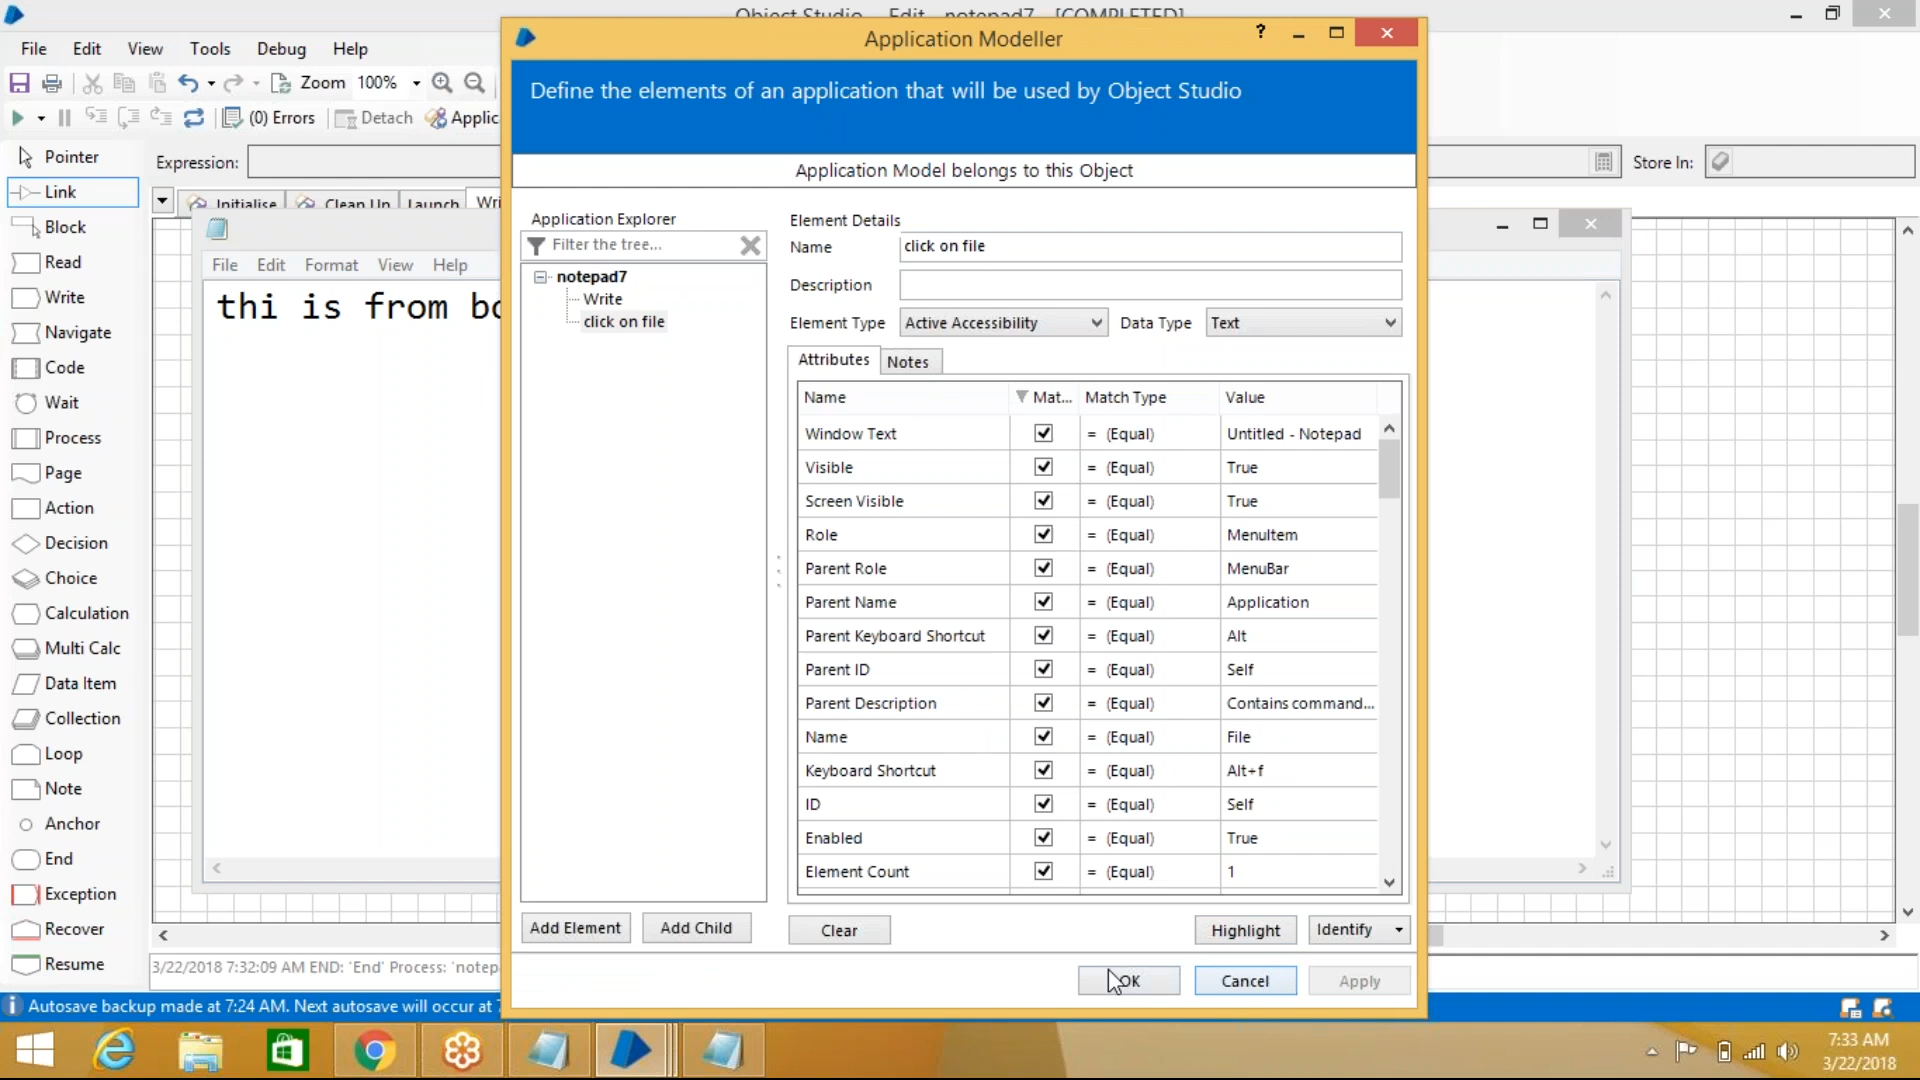 Object Studio - Edit - notepad7 - [COMPLETED]
File Edit View Tools Debug Help
Zoom 100%
(0) Errors Detach Applic
Expression: Store In:
Initialise Clean Up Launch Wri
Pointer
Link
Block
Read
Write
Navigate
Code
Wait
Process
Page
Action
Decision
Choice
Calculation
Multi Calc
Data Item
Collection
Loop
Note
Anchor
End
Exception
Recover
Resume
File Edit Format View Help
thi is from bo
Application Modeller
?
Define the elements of an application that will be used by Object Studio
Application Model belongs to this Object
Application Explorer
Filter the tree...
notepad7
Write
click on file
Add Element Add Child
Element Details
Name click on file
Description
Element Type Active Accessibility Data Type Text
Attributes Notes
Name Mat... Match Type Value
Window Text = (Equal) Untitled - Notepad
Visible = (Equal) True
Screen Visible = (Equal) True
Role = (Equal) MenuItem
Parent Role = (Equal) MenuBar
Parent Name = (Equal) Application
Parent Keyboard Shortcut = (Equal) Alt
Parent ID = (Equal) Self
Parent Description = (Equal) Contains command...
Name = (Equal) File
Keyboard Shortcut = (Equal) Alt+f
ID = (Equal) Self
Enabled = (Equal) True
Element Count = (Equal) 1
Clear Highlight Identify
OK Cancel Apply
3/22/2018 7:32:09 AM END: 'End' Process: 'notep
Autosave backup made at 7:24 AM. Next autosave will occur at 7
7:33 AM
3/22/2018